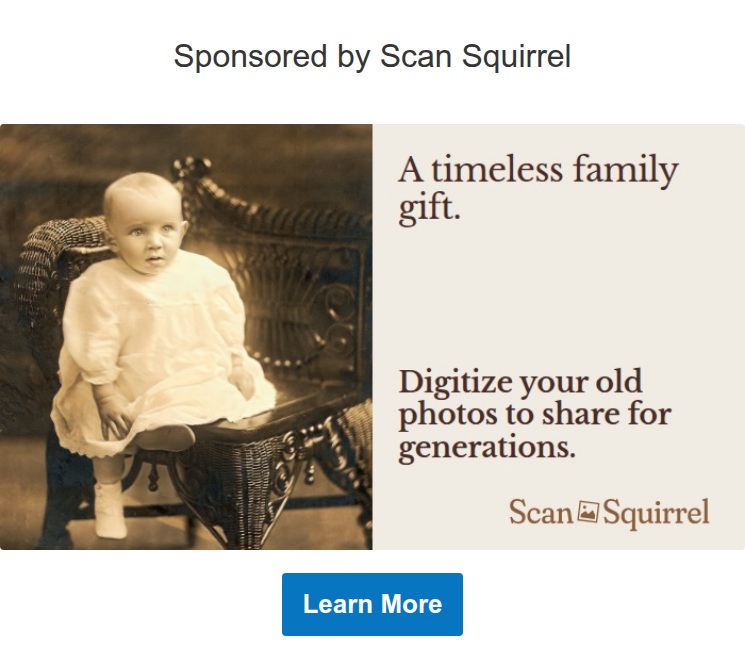 Sponsored by Scan Squirrel
A timeless family
gift.
Digitize your old
photos to share for
generations.
Scan Squirrel
Learn More